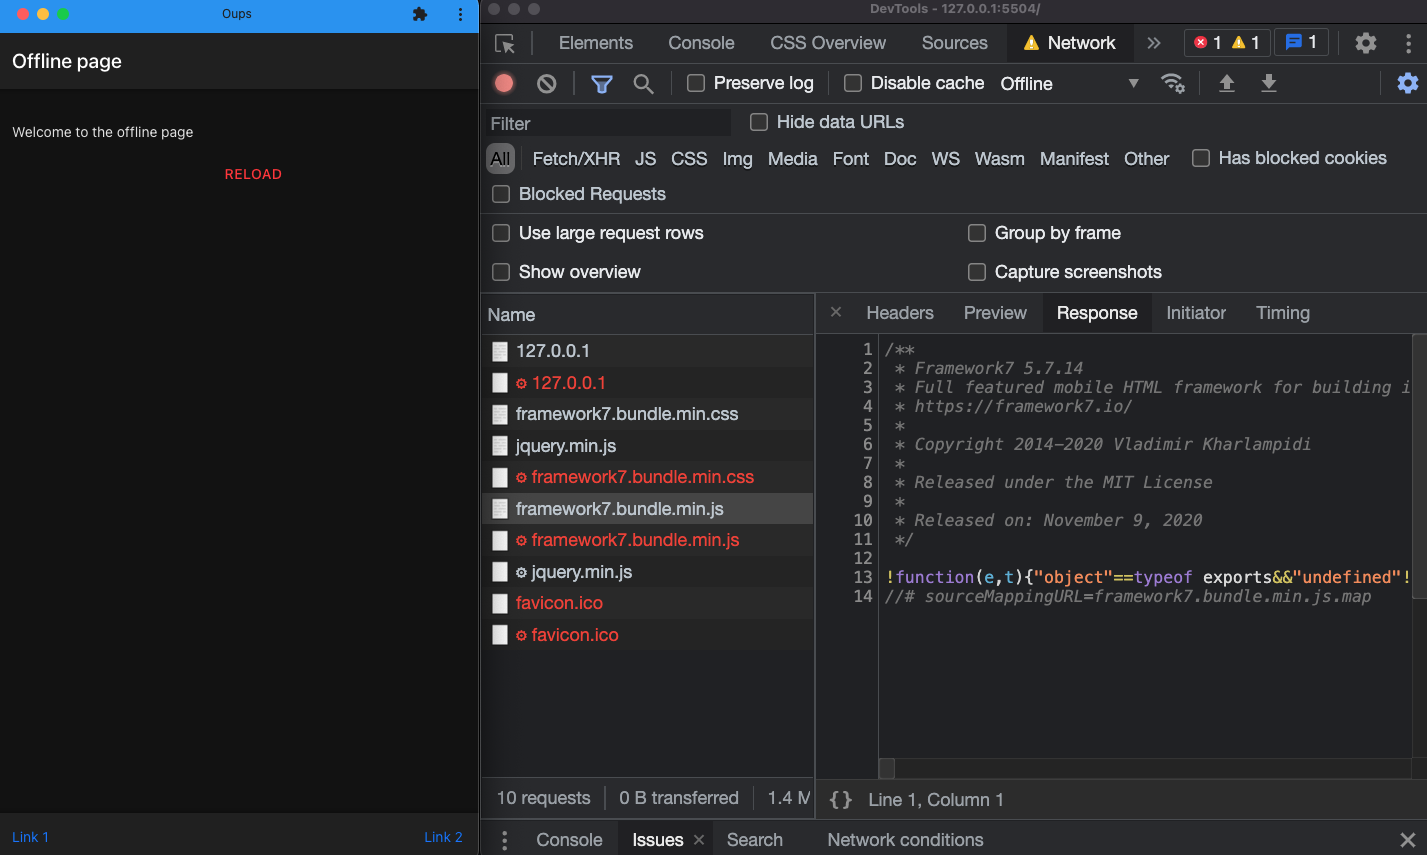 Oups
Offline page
Welcome to the offline page
RELOAD
Link 1
Link 2
DevTools - 127.0.0.1:5504/
Elements
Console
CSS Overview
Sources
Network
1
1
1
Preserve log
Disable cache
Offline
Filter
Hide data URLs
All
Fetch/XHR
JS
CSS
Img
Media
Font
Doc
WS
Wasm
Manifest
Other
Has blocked cookies
Blocked Requests
Use large request rows
Group by frame
Show overview
Capture screenshots
Name
127.0.0.1
127.0.0.1
framework7.bundle.min.css
jquery.min.js
framework7.bundle.min.css
framework7.bundle.min.js
framework7.bundle.min.js
jquery.min.js
favicon.ico
favicon.ico
10 requests
0 B transferred
1.4 M
Headers
Preview
Response
Initiator
Timing
1 /**
2 * Framework7 5.7.14
3 * Full featured mobile HTML framework for building i
4 * https://framework7.io/
5 *
6 * Copyright 2014-2020 Vladimir Kharlampidi
7 *
8 * Released under the MIT License
9 *
10 * Released on: November 9, 2020
11 */
12
13 !function(e,t){"object"==typeof exports&&"undefined"!
14 //# sourceMappingURL=framework7.bundle.min.js.map
{} Line 1, Column 1
Console
Issues
Search
Network conditions